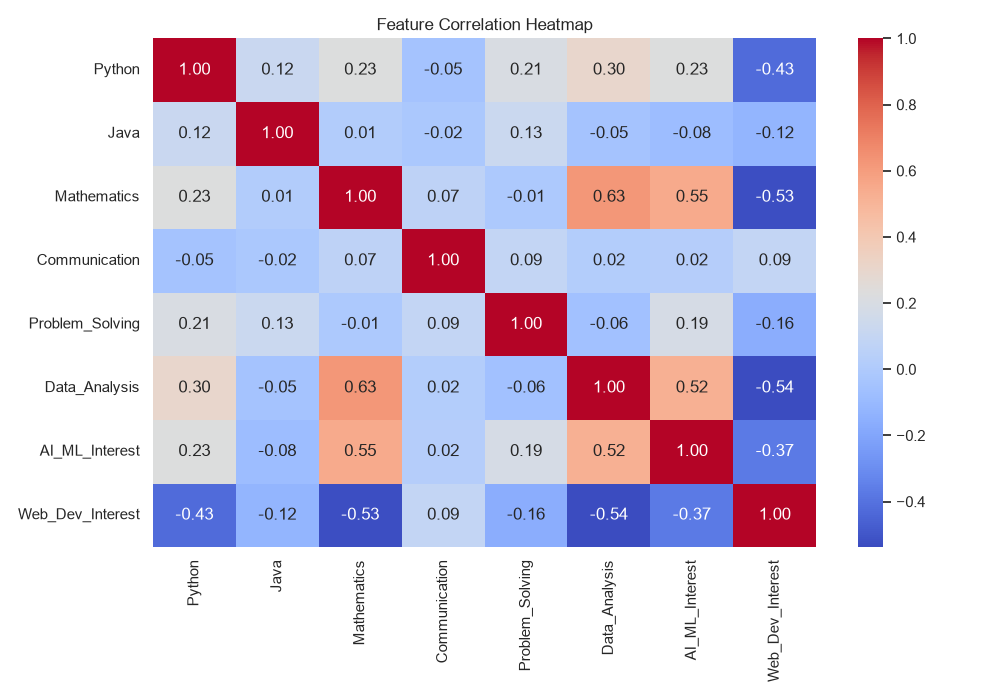 Feature Correlation Heatmap
Python 1.00 0.12 0.23 -0.05 0.21 0.30 0.23 -0.43
Java 0.12 1.00 0.01 -0.02 0.13 -0.05 -0.08 -0.12
Mathematics 0.23 0.01 1.00 0.07 -0.01 0.63 0.55 -0.53
Communication -0.05 -0.02 0.07 1.00 0.09 0.02 0.02 0.09
Problem_Solving 0.21 0.13 -0.01 0.09 1.00 -0.06 0.19 -0.16
Data_Analysis 0.30 -0.05 0.63 0.02 -0.06 1.00 0.52 -0.54
AI_ML_Interest 0.23 -0.08 0.55 0.02 0.19 0.52 1.00 -0.37
Web_Dev_Interest -0.43 -0.12 -0.53 0.09 -0.16 -0.54 -0.37 1.00
Python
Java
Mathematics
Communication
Problem_Solving
Data_Analysis
AI_ML_Interest
Web_Dev_Interest
1.0
0.8
0.6
0.4
0.2
0.0
−0.2
−0.4